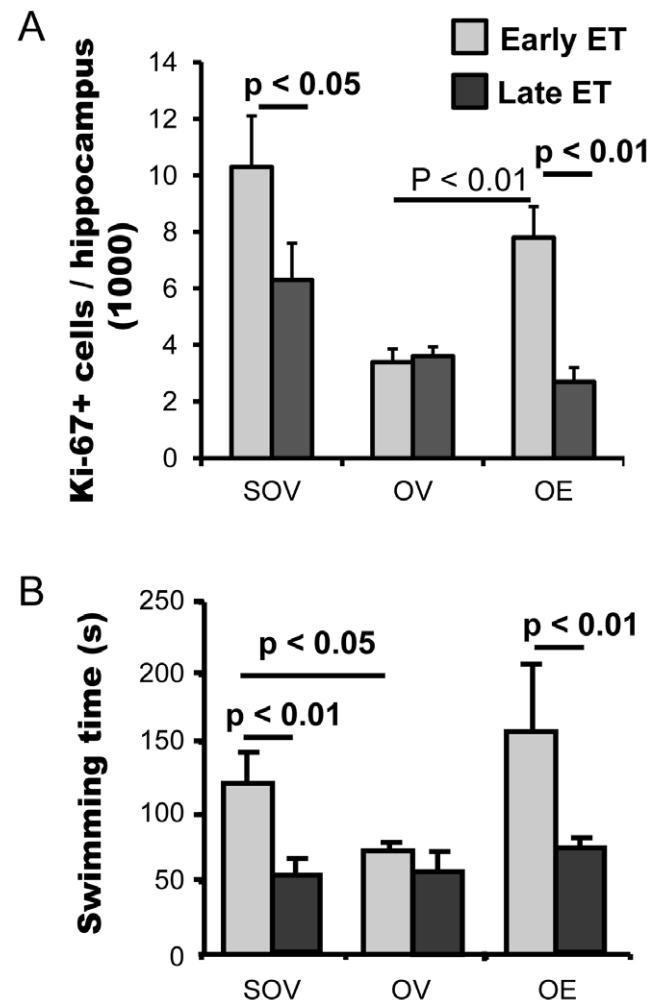 A
Early ET
Late ET
Ki-67+ cells / hippocampus
(1000)
14
12
10
8
6
4
2
0
p < 0.05
P < 0.01
p < 0.01
SOV
OV
OE
B
Swimming time (s)
250
200
150
100
50
0
p < 0.05
p < 0.01
p < 0.01
SOV
OV
OE